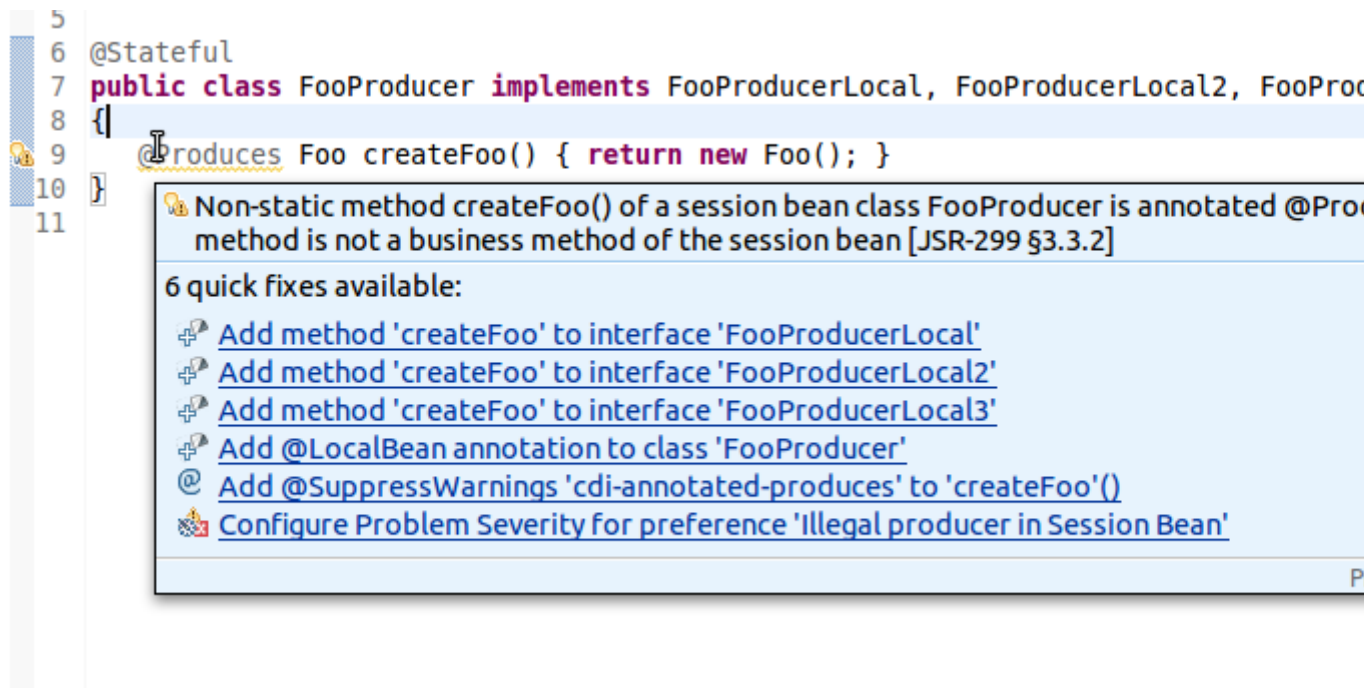 5
6 @Stateful
7 public class FooProducer implements FooProducerLocal, FooProducerLocal2,
8 {
9 @Produces Foo createFoo() { return new Foo(); }
10 }
11
Non-static method createFoo() of a session bean class FooProducer is annotated
method is not a business method of the session bean [JSR-299 §3.3.2]
6 quick fixes available:
Add method 'createFoo' to interface 'FooProducerLocal'
Add method 'createFoo' to interface 'FooProducerLocal2'
Add method 'createFoo' to interface 'FooProducerLocal3'
Add @LocalBean annotation to class 'FooProducer'
Add @SuppressWarnings 'cdi-annotated-produces' to 'createFoo'()
Configure Problem Severity for preference 'Illegal producer in Session Bean'